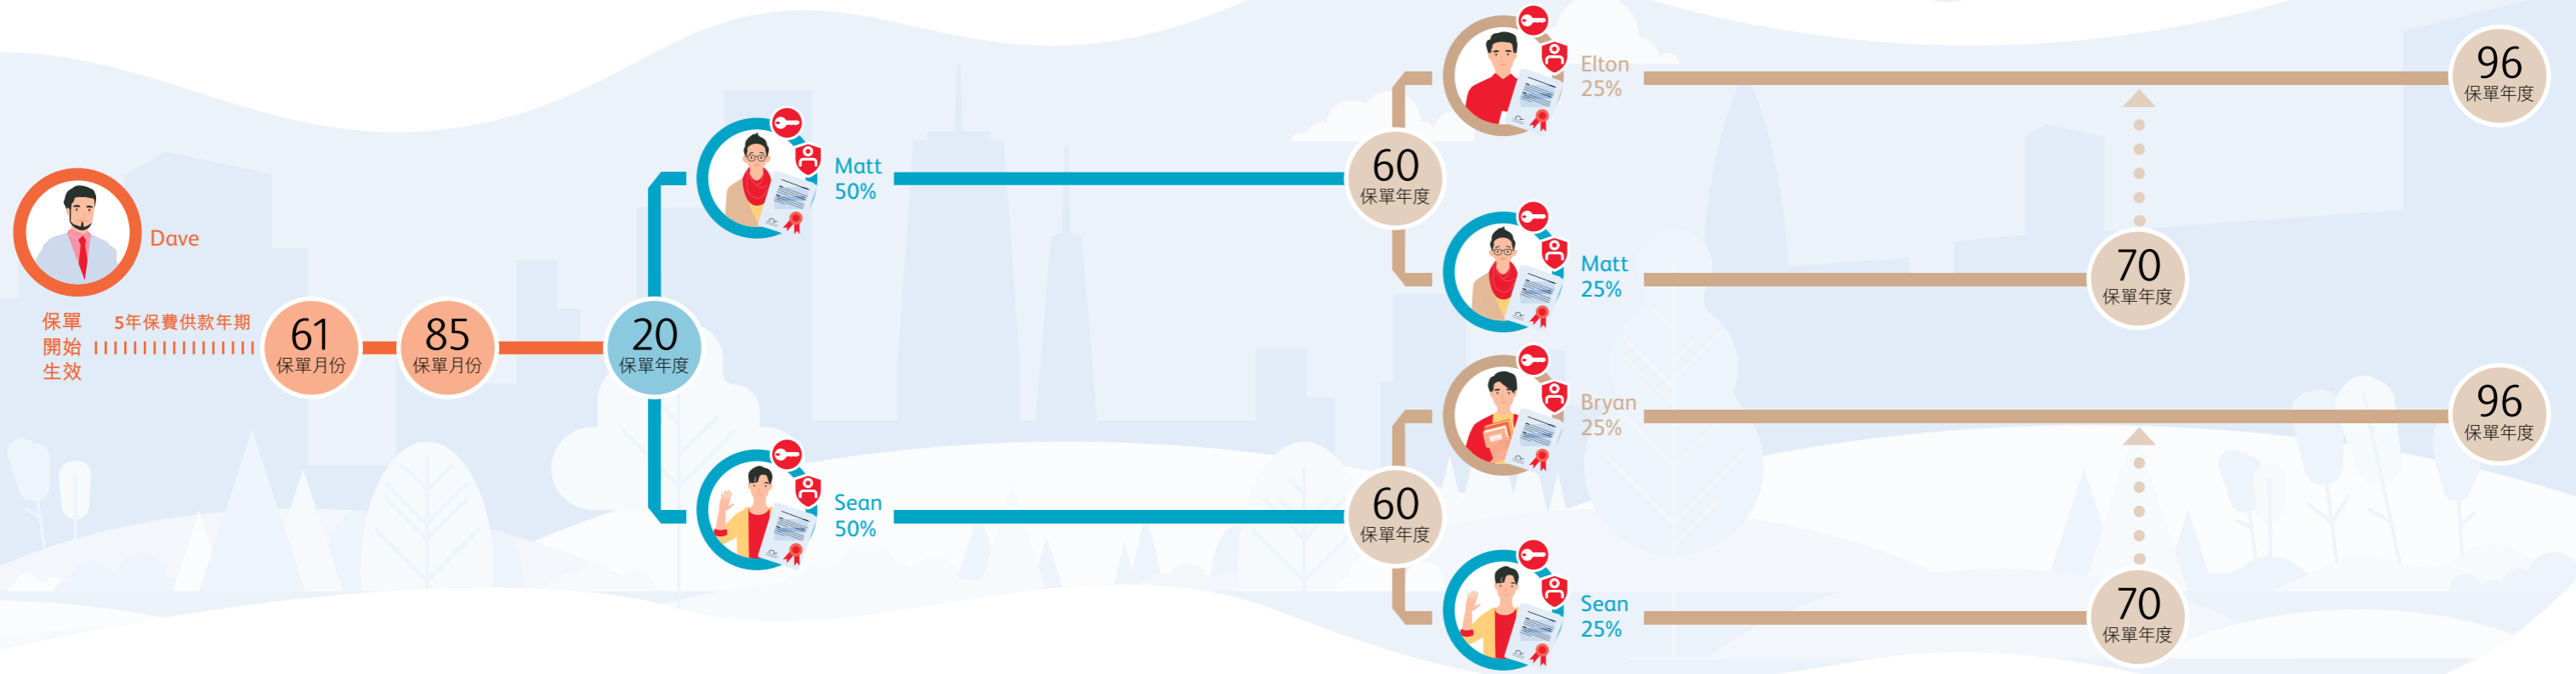 Dave
保單
開始
生效
5年保費供款年期
61
保單月份
85
保單月份
20
保單年度
Matt
50%
Sean
50%
60
保單年度
60
保單年度
Elton
25%
Matt
25%
Bryan
25%
Sean
25%
70
保單年度
70
保單年度
96
保單年度
96
保單年度